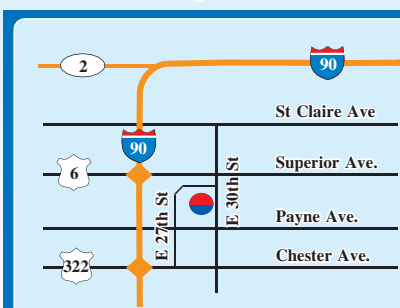 2
90
St Claire Ave
90
Superior Ave.
6
E 30th St
E 27th St
Payne Ave.
Chester Ave.
322